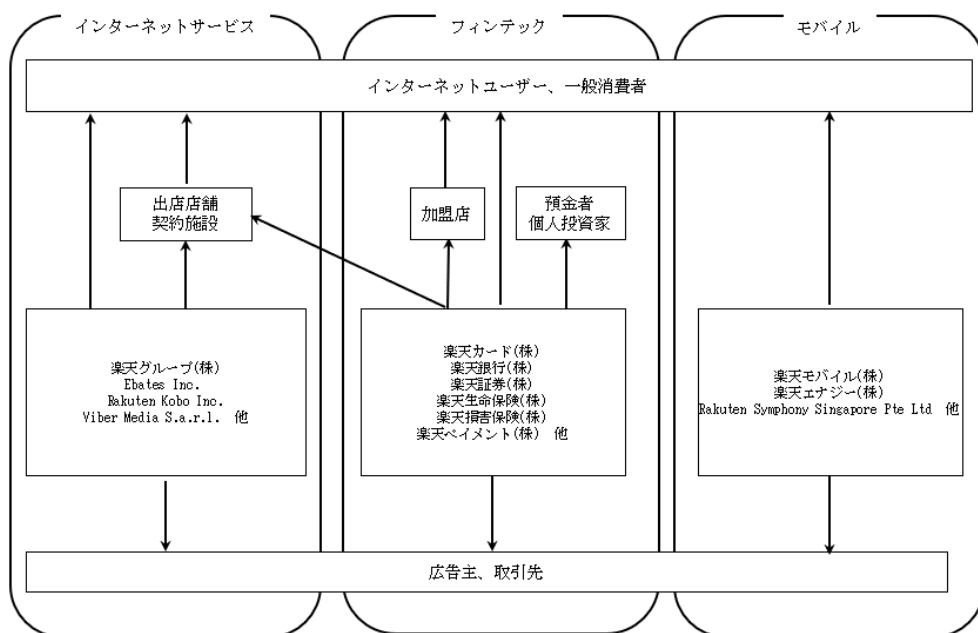 インターネットサービス
フィンテック
モバイル
インターネットユーザー、一般消費者
出店店舗
契約施設
加盟店
預金者
個人投資家
楽天グループ(株)
Ebates Inc.
Rakuten Kobo Inc.
Viber Media S.a.r.l. 他
楽天カード(株)
楽天銀行(株)
楽天証券(株)
楽天生命保険(株)
楽天損害保険(株)
楽天ペイメント(株) 他
楽天モバイル(株)
楽天エナジー(株)
Rakuten Symphony Singapore Pte Ltd 他
広告主、取引先